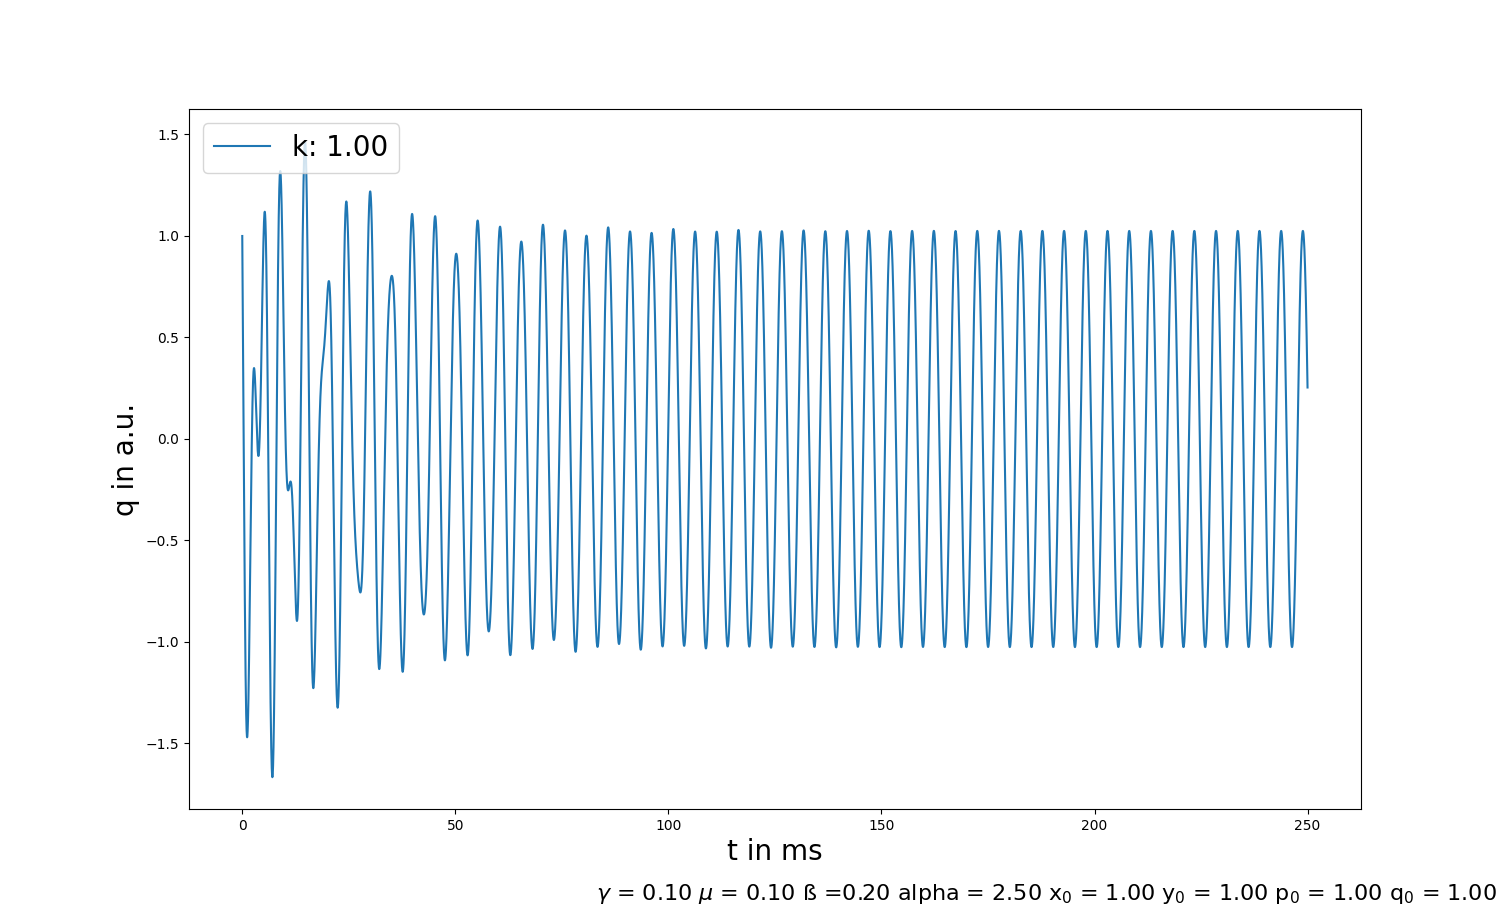 k: 1.00
1.5
1.0
0.5
0.0
−0.5
−1.0
−1.5
q in a.u.
0 50 100 150 200 250
t in ms
γ = 0.10 μ = 0.10 ß =0.20 alpha = 2.50 x₀ = 1.00 y₀ = 1.00 p₀ = 1.00 q₀ = 1.00